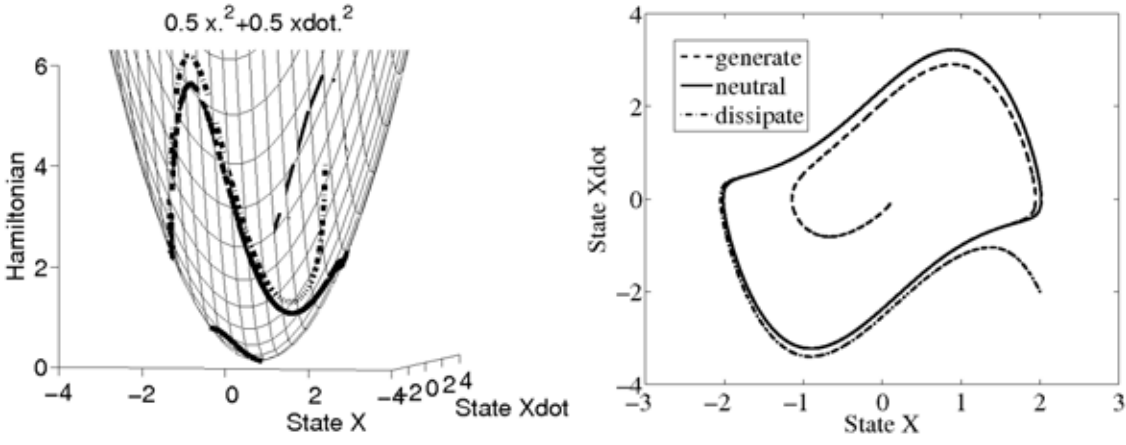 0.5 x.²+0.5 xdot.²
6
4
2
0
Hamiltonian
−4 −2 0 2 −4
−4 −2 0 2 4
State X
State Xdot
4
2
0
−2
−4
State Xdot
generate
neutral
dissipate
−3 −2 −1 0 1 2 3
State X